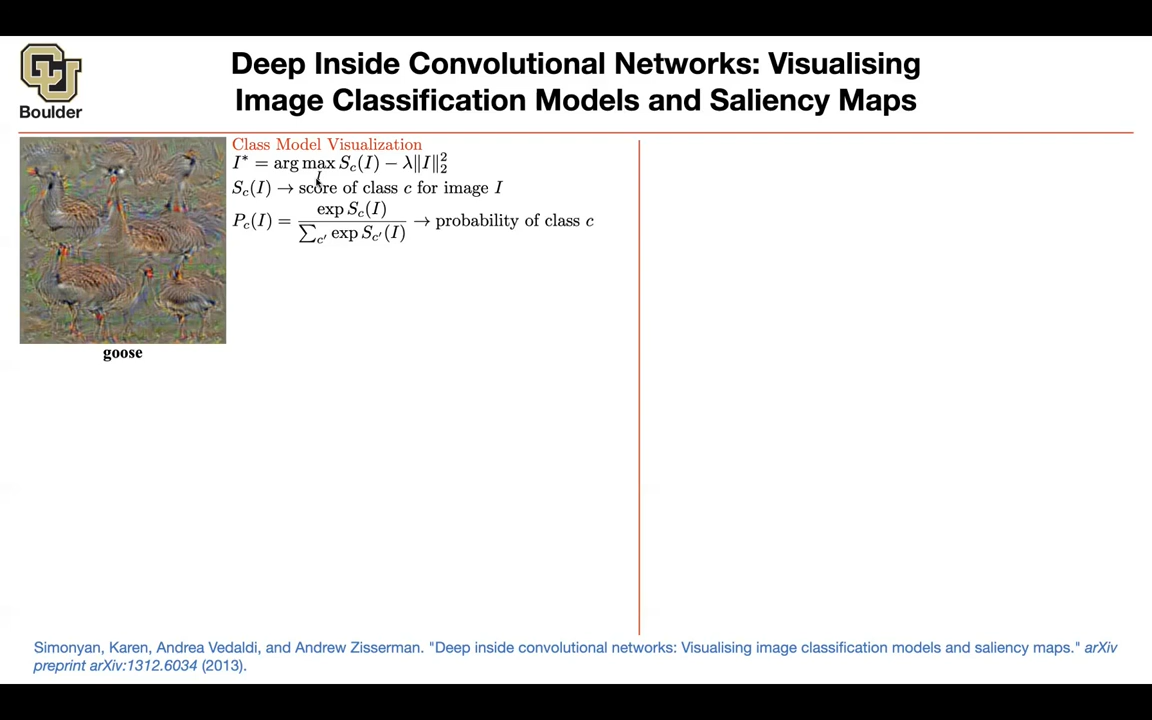 Boulder
Deep Inside Convolutional Networks: Visualising
Image Classification Models and Saliency Maps
Class Model Visualization
I* = arg max_I S_c(I) − λ‖I‖₂²
S_c(I) → score of class c for image I
P_c(I) = exp S_c(I) / ∑_c' exp S_c'(I) → probability of class c
goose
Simonyan, Karen, Andrea Vedaldi, and Andrew Zisserman. "Deep inside convolutional networks: Visualising image classification models and saliency maps." arXiv
preprint arXiv:1312.6034 (2013).